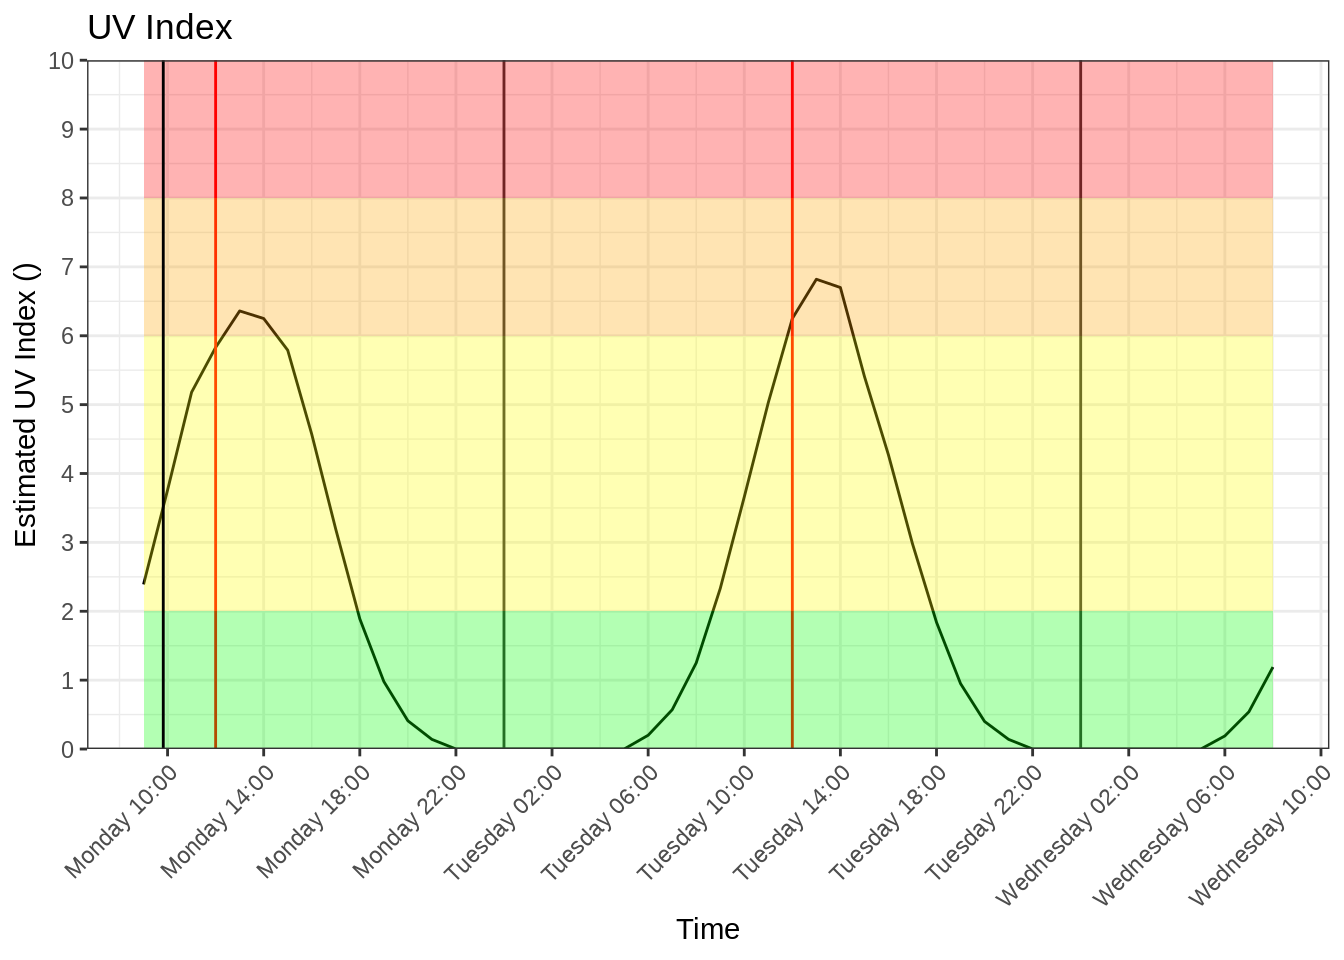 UV Index
Estimated UV Index ()
10
9
8
7
6
5
4
3
2
1
0
Monday 10:00
Monday 14:00
Monday 18:00
Monday 22:00
Tuesday 02:00
Tuesday 06:00
Tuesday 10:00
Tuesday 14:00
Tuesday 18:00
Tuesday 22:00
Wednesday 02:00
Wednesday 06:00
Wednesday 10:00
Time